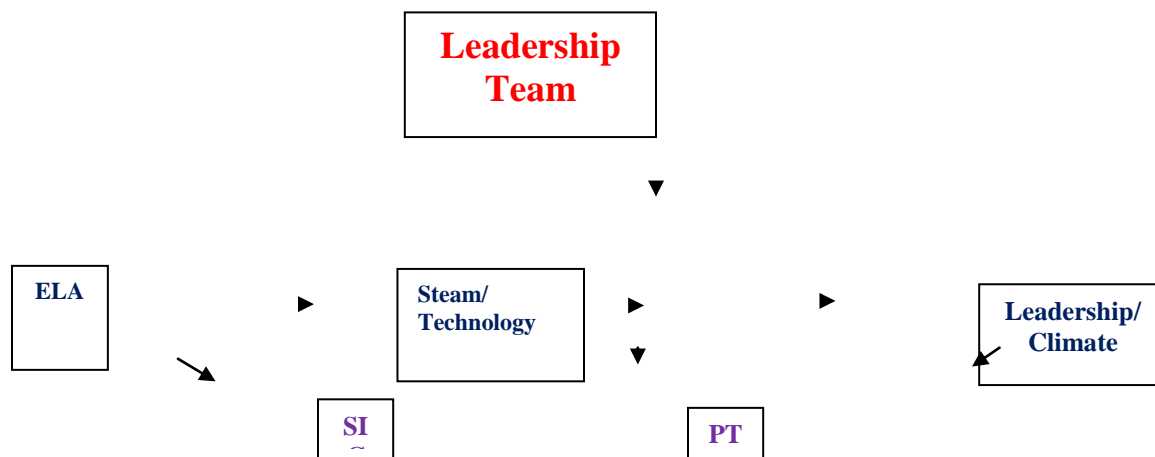 Leadership
Team
ELA
Steam/
Technology
Leadership/
Climate
SI
PT